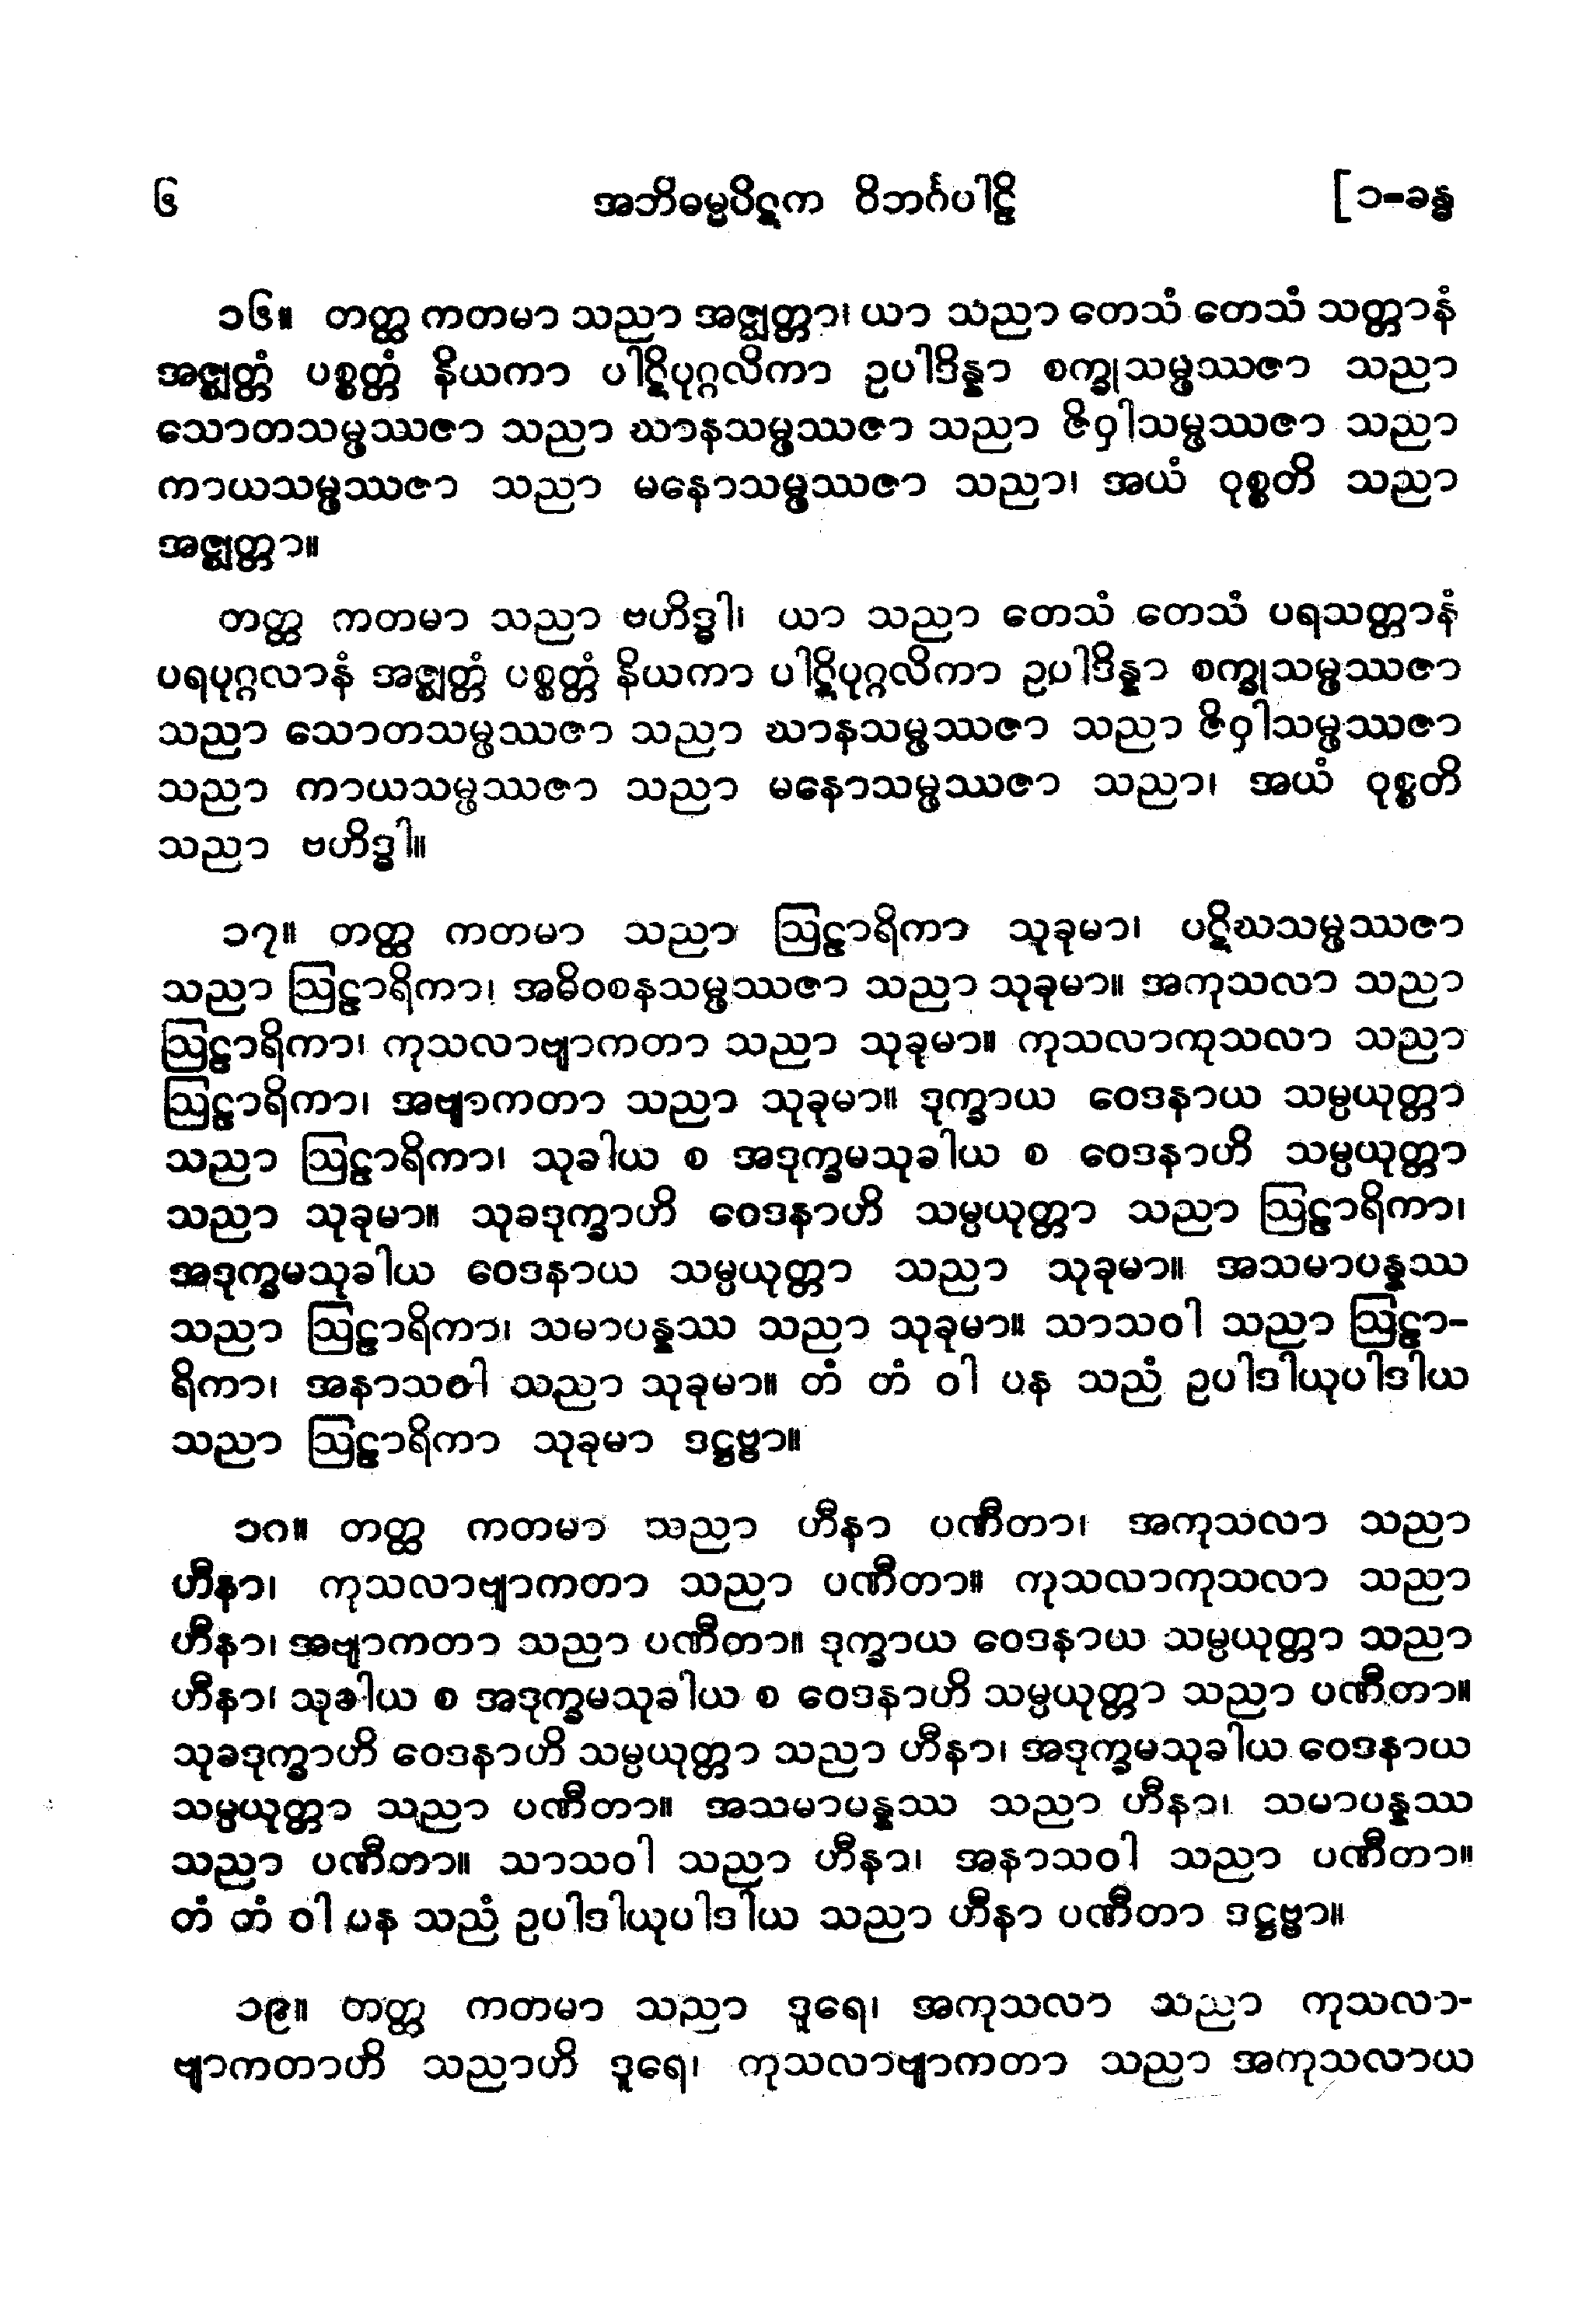 ၆ အဘိဓမ္မပိဋက ဝိဘင်္ဂပါဠိ [၁-ခန္ဓ
၁၆။ တတ္ထ ကတမာ သညာ အဇ္ဈတ္တာ၊ ယာ သညာ တေသံ တေသံ သတ္တာနံ
အဇ္ဈတ္တံ ပစ္စတ္တံ နိယကာ ပါဋိပုဂ္ဂလိကာ ဥပါဒိန္နာ စက္ခုသမ္ဖဿဇာ သညာ
သောတသမ္ဖဿဇာ သညာ ဃာနသမ္ဖဿဇာ သညာ ဇိဝှါသမ္ဖဿဇာ သညာ
ကာယသမ္ဖဿဇာ သညာ မနောသမ္ဖဿဇာ သညာ၊ အယံ ဝုစ္စတိ သညာ
အဇ္ဈတ္တာ။
တတ္ထ ကတမာ သညာ ဗဟိဒ္ဓါ၊ ယာ သညာ တေသံ တေသံ ပရသတ္တာနံ
ပရပုဂ္ဂလာနံ အဇ္ဈတ္တံ ပစ္စတ္တံ နိယကာ ပါဋိပုဂ္ဂလိကာ ဥပါဒိန္နာ စက္ခုသမ္ဖဿဇာ
သညာ သောတသမ္ဖဿဇာ သညာ ဃာနသမ္ဖဿဇာ သညာ ဇိဝှါသမ္ဖဿဇာ
သညာ ကာယသမ္ဖဿဇာ သညာ မနောသမ္ဖဿဇာ သညာ၊ အယံ ဝုစ္စတိ
သညာ ဗဟိဒ္ဓါ။
၁၇။ တတ္ထ ကတမာ သညာ ဩဠာရိကာ သုခုမာ၊ ပဋိဃသမ္ဖဿဇာ
သညာ ဩဠာရိကာ၊ အဓိဝစနသမ္ဖဿဇာ သညာ သုခုမာ။ အကုသလာ သညာ
ဩဠာရိကာ၊ ကုသလာဗျာကတာ သညာ သုခုမာ။ ကုသလာကုသလာ သညာ
ဩဠာရိကာ၊ အဗျာကတာ သညာ သုခုမာ။ ဒုက္ခာယ ဝေဒနာယ သမ္ပယုတ္တာ
သညာ ဩဠာရိကာ၊ သုခါယ စ အဒုက္ခမသုခါယ စ ဝေဒနာဟိ သမ္ပယုတ္တာ
သညာ သုခုမာ။ သုခဒုက္ခာဟိ ဝေဒနာဟိ သမ္ပယုတ္တာ သညာ ဩဠာရိကာ၊
အဒုက္ခမသုခါယ ဝေဒနာယ သမ္ပယုတ္တာ သညာ သုခုမာ။ အသမာပန္နဿ
သညာ ဩဠာရိကာ၊ သမာပန္နဿ သညာ သုခုမာ။ သာသဝါ သညာ ဩဠာ-
ရိကာ၊ အနာသဝါ သညာ သုခုမာ။ တံ တံ ဝါ ပန သညံ ဥပါဒါယုပါဒါယ
သညာ ဩဠာရိကာ သုခုမာ ဒဋ္ဌဗ္ဗာ။
၁၈။ တတ္ထ ကတမာ သညာ ဟီနာ ပဏီတာ၊ အကုသလာ သညာ
ဟီနာ၊ ကုသလာဗျာကတာ သညာ ပဏီတာ။ ကုသလာကုသလာ သညာ
ဟီနာ၊ အဗျာကတာ သညာ ပဏီတာ။ ဒုက္ခာယ ဝေဒနာယ သမ္ပယုတ္တာ သညာ
ဟီနာ၊ သုခါယ စ အဒုက္ခမသုခါယ စ ဝေဒနာဟိ သမ္ပယုတ္တာ သညာ ပဏီတာ။
သုခဒုက္ခာဟိ ဝေဒနာဟိ သမ္ပယုတ္တာ သညာ ဟီနာ၊ အဒုက္ခမသုခါယ ဝေဒနာယ
သမ္ပယုတ္တာ သညာ ပဏီတာ။ အသမာမန္နဿ သညာ ဟီနာ၊ သမာပန္နဿ
သညာ ပဏီတာ။ သာသဝါ သညာ ဟီနာ၊ အနာသဝါ သညာ ပဏီတာ။
တံ တံ ဝါ ပန သညံ ဥပါဒါယုပါဒါယ သညာ ဟီနာ ပဏီတာ ဒဋ္ဌဗ္ဗာ။
၁၉။ တတ္ထ ကတမာ သညာ ဒူရေ၊ အကုသလာ သညာ ကုသလာ-
ဗျာကတာဟိ သညာဟိ ဒူရေ၊ ကုသလာဗျာကတာ သညာ အကုသလာယ